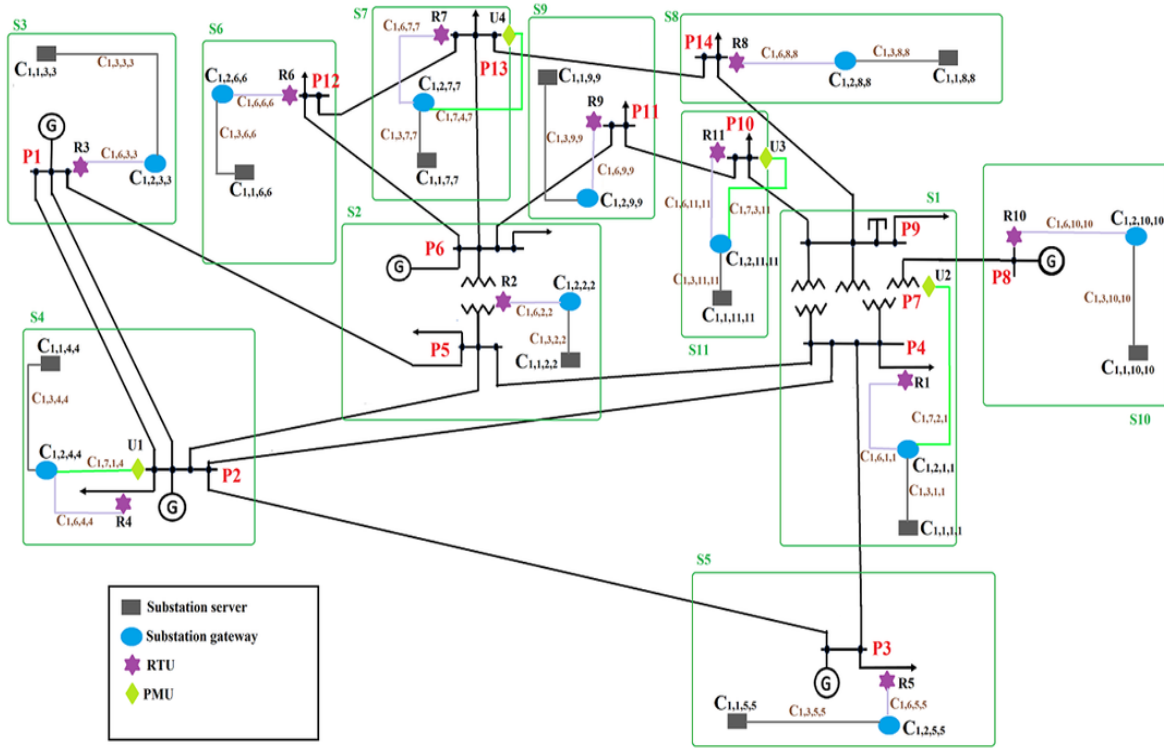 S3
C1,1,3,3
C1,3,3,3
G
P1
R3
C1,6,3,3
C1,2,3,3
S6
C1,2,6,6
R6
P12
C1,6,6,6
C1,3,6,6
C1,1,6,6
S7
C1,6,7,7
R7
U4
P13
C1,2,7,7
C1,7,4,7
C1,3,7,7
C1,1,7,7
S9
C1,1,9,9
R9
P11
C1,3,9,9
C1,6,9,9
C1,2,9,9
S8
P14
R8
C1,6,8,8
C1,3,8,8
C1,2,8,8
C1,1,8,8
P10
R11
U3
C1,6,11,11
C1,7,3,11
C1,2,11,11
C1,3,11,11
C1,1,11,11
S11
S1
P9
U2
P7
P4
R1
C1,7,2,1
C1,6,1,1
C1,2,1,1
C1,3,1,1
C1,1,1,1
R10
C1,6,10,10
C1,2,10,10
G
P8
C1,3,10,10
C1,1,10,10
S10
S2
P6
G
R2
C1,2,2,2
C1,6,2,2
C1,3,2,2
P5
C1,1,2,2
S4
C1,1,4,4
C1,3,4,4
C1,2,4,4
U1
C1,7,1,4
P2
C1,6,4,4
R4
G
S5
P3
G
R5
C1,1,5,5
C1,3,5,5
C1,6,5,5
C1,2,5,5
Substation server
Substation gateway
RTU
PMU